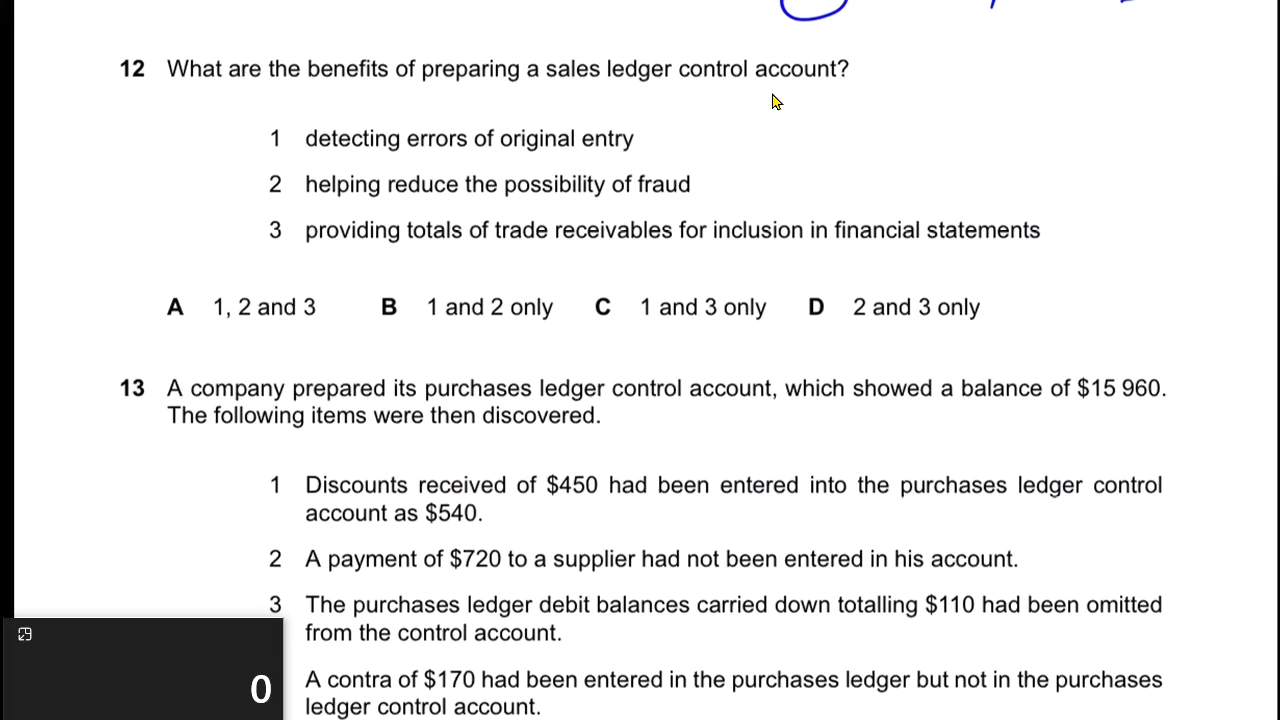 12 What are the benefits of preparing a sales ledger control account?
1 detecting errors of original entry
2 helping reduce the possibility of fraud
3 providing totals of trade receivables for inclusion in financial statements
A 1, 2 and 3 B 1 and 2 only C 1 and 3 only D 2 and 3 only
13 A company prepared its purchases ledger control account, which showed a balance of $15 960.
The following items were then discovered.
1 Discounts received of $450 had been entered into the purchases ledger control
account as $540.
2 A payment of $720 to a supplier had not been entered in his account.
3 The purchases ledger debit balances carried down totalling $110 had been omitted
from the control account.
A contra of $170 had been entered in the purchases ledger but not in the purchases
ledger control account.
0